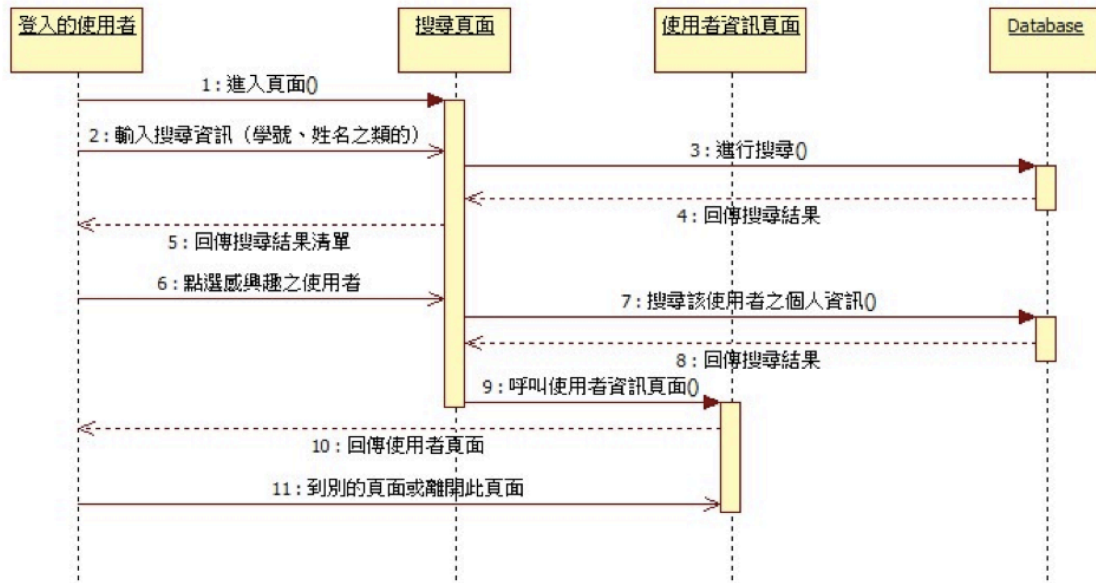 登入的使用者
搜尋頁面
使用者資訊頁面
Database
1 : 進入頁面()
2 : 輸入搜尋資訊（學號、姓名之類的）
3 : 進行搜尋()
4 : 回傳搜尋結果
5 : 回傳搜尋結果清單
6 : 點選感興趣之使用者
7 : 搜尋該使用者之個人資訊()
8 : 回傳搜尋結果
9 : 呼叫使用者資訊頁面()
10 : 回傳使用者頁面
11 : 到別的頁面或離開此頁面